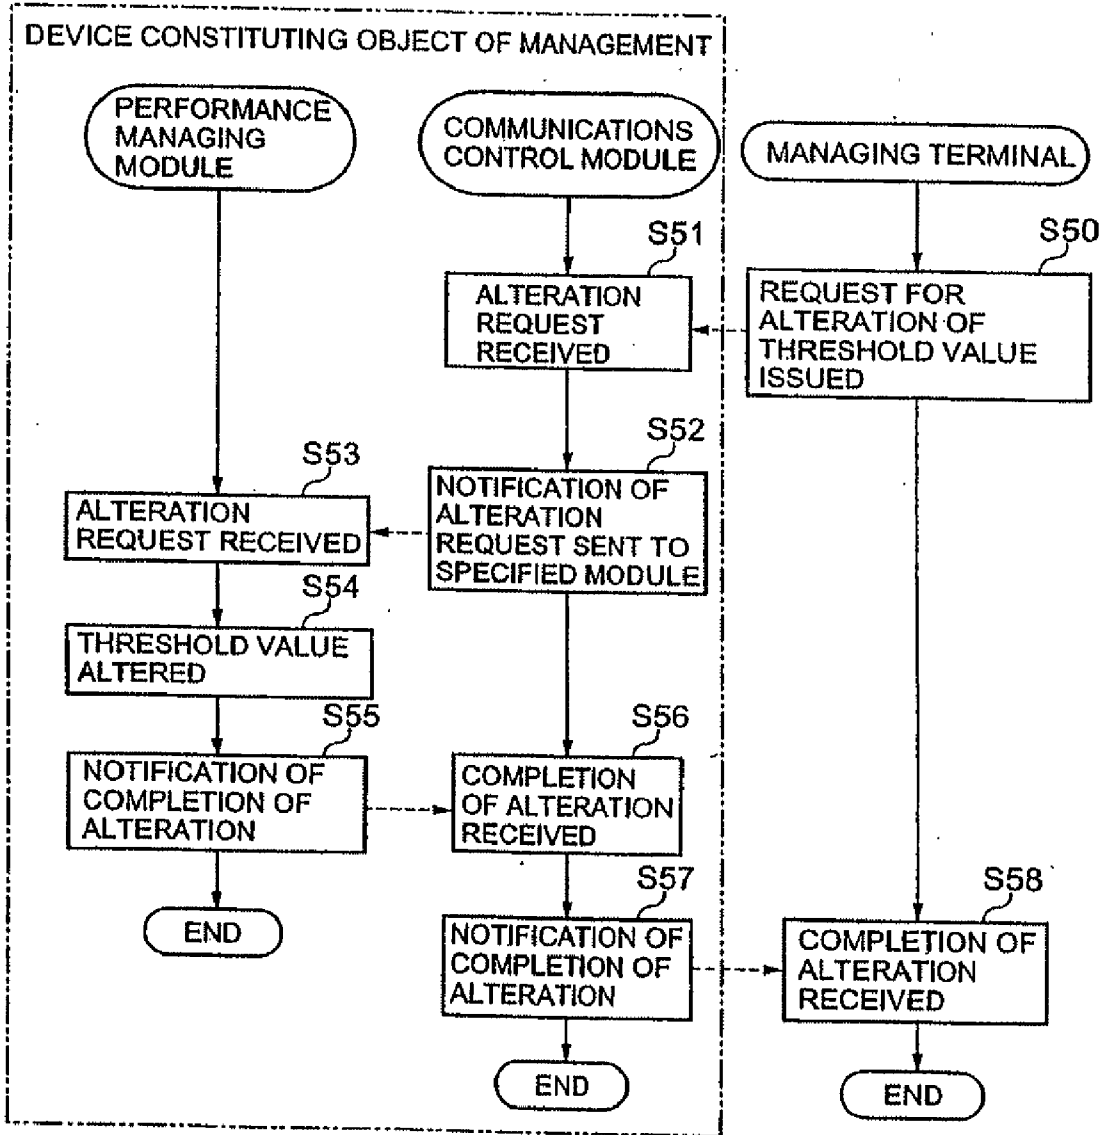 DEVICE CONSTITUTING OBJECT OF MANAGEMENT
PERFORMANCE
MANAGING
MODULE
COMMUNICATIONS
CONTROL MODULE
MANAGING TERMINAL
S50
REQUEST FOR
ALTERATION OF
THRESHOLD VALUE
ISSUED
S51
ALTERATION
REQUEST
RECEIVED
S52
NOTIFICATION OF
ALTERATION
REQUEST SENT TO
SPECIFIED MODULE
S53
ALTERATION
REQUEST RECEIVED
S54
THRESHOLD VALUE
ALTERED
S55
NOTIFICATION OF
COMPLETION OF
ALTERATION
S56
COMPLETION
OF ALTERATION
RECEIVED
END
S57
NOTIFICATION OF
COMPLETION OF
ALTERATION
S58
COMPLETION OF
ALTERATION
RECEIVED
END
END